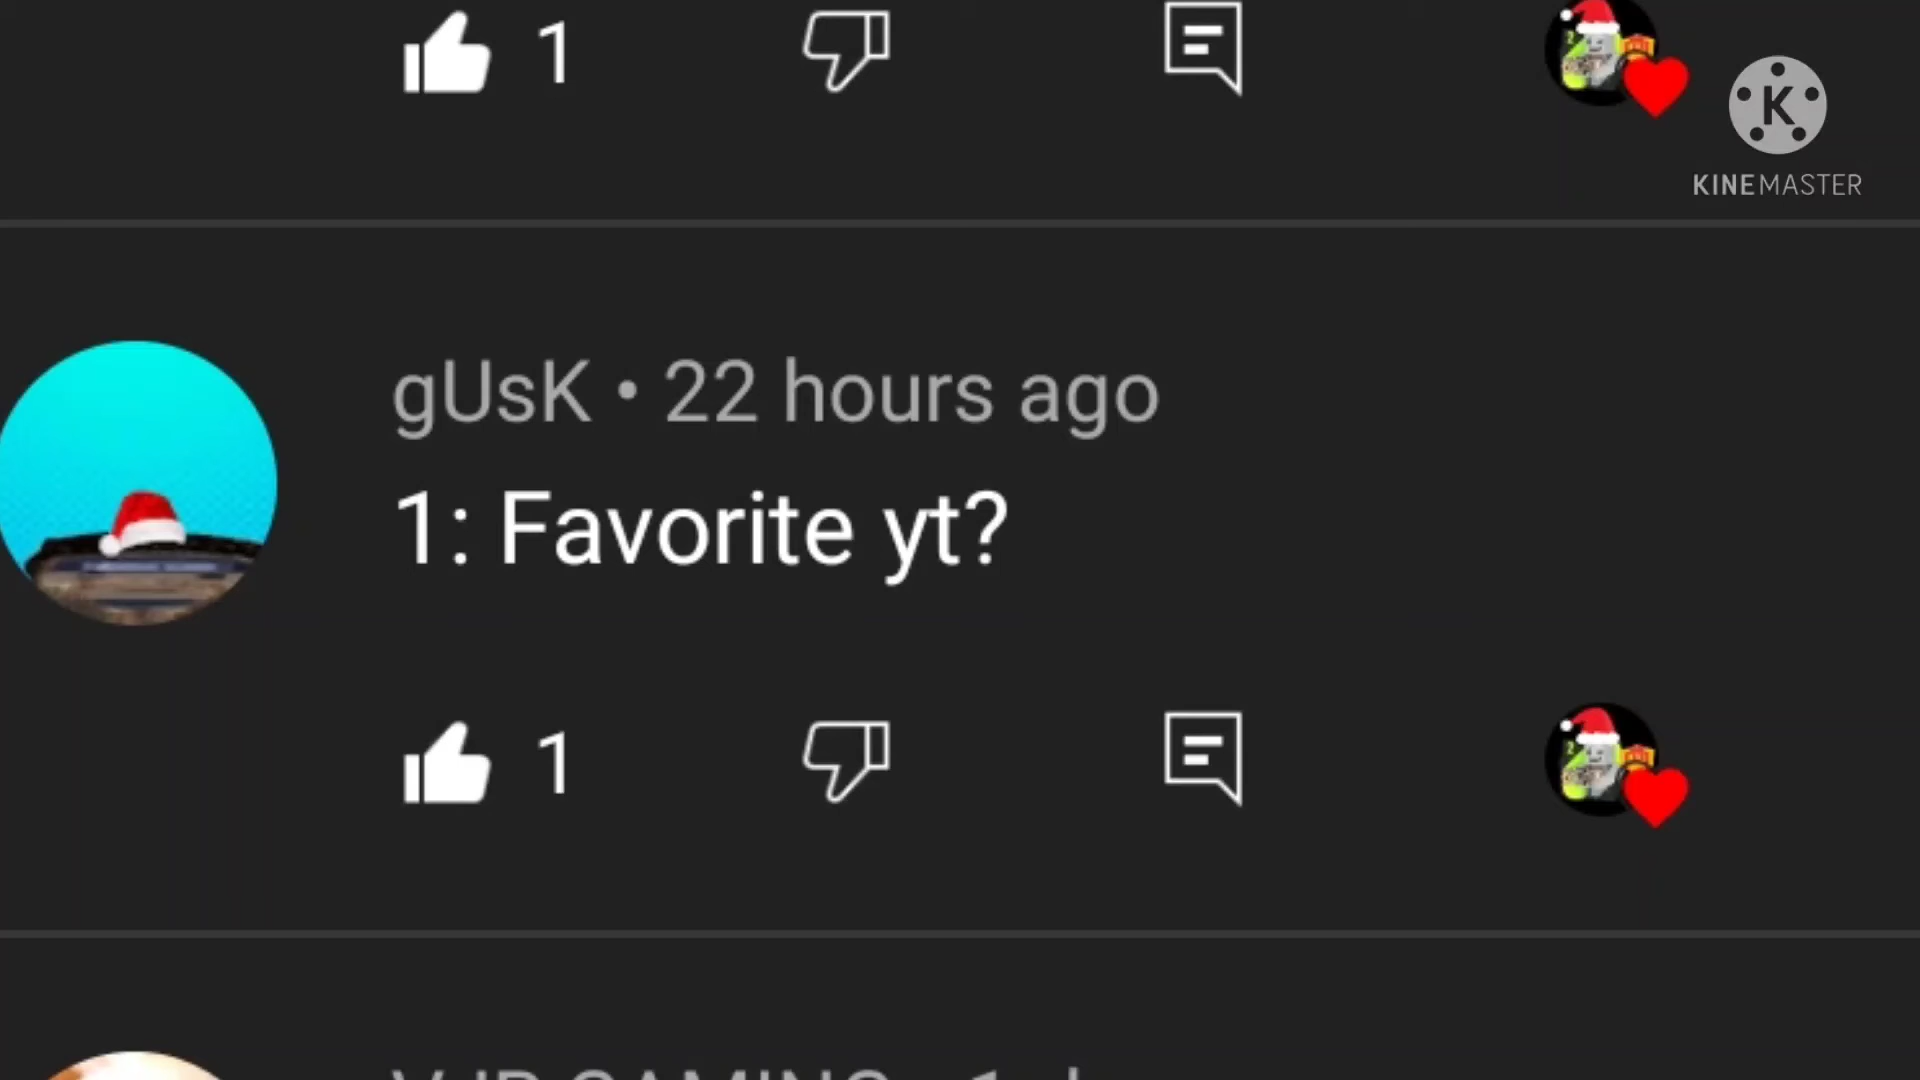 1
K
KINEMASTER
gUsK • 22 hours ago
1: Favorite yt?
1